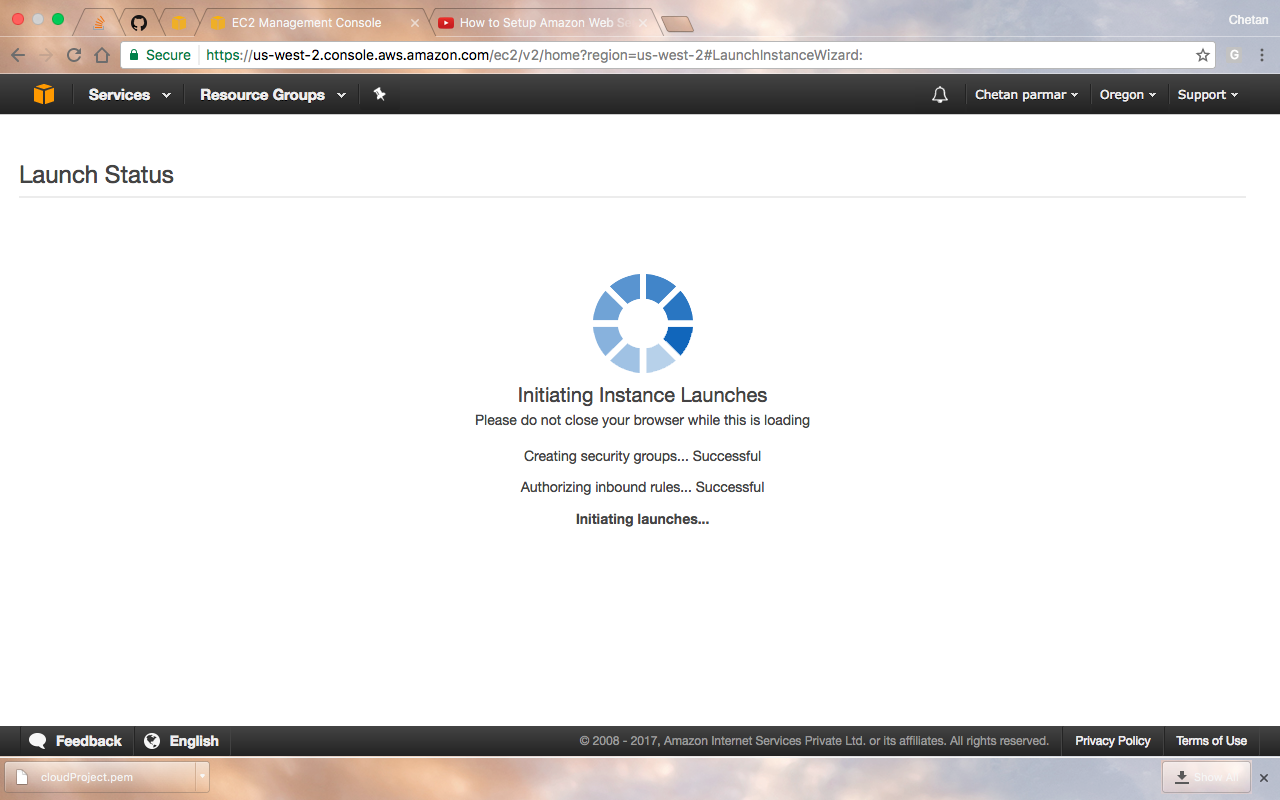 EC2 Management Console
How to Setup Amazon Web Se
Chetan
Secure
https://us-west-2.console.aws.amazon.com/ec2/v2/home?region=us-west-2#LaunchInstanceWizard:
G
Services
Resource Groups
Chetan parmar
Oregon
Support
Launch Status
Initiating Instance Launches
Please do not close your browser while this is loading
Creating security groups... Successful
Authorizing inbound rules... Successful
Initiating launches...
Feedback
English
© 2008 - 2017, Amazon Internet Services Private Ltd. or its affiliates. All rights reserved.
Privacy Policy
Terms of Use
cloudProject.pem
Show All